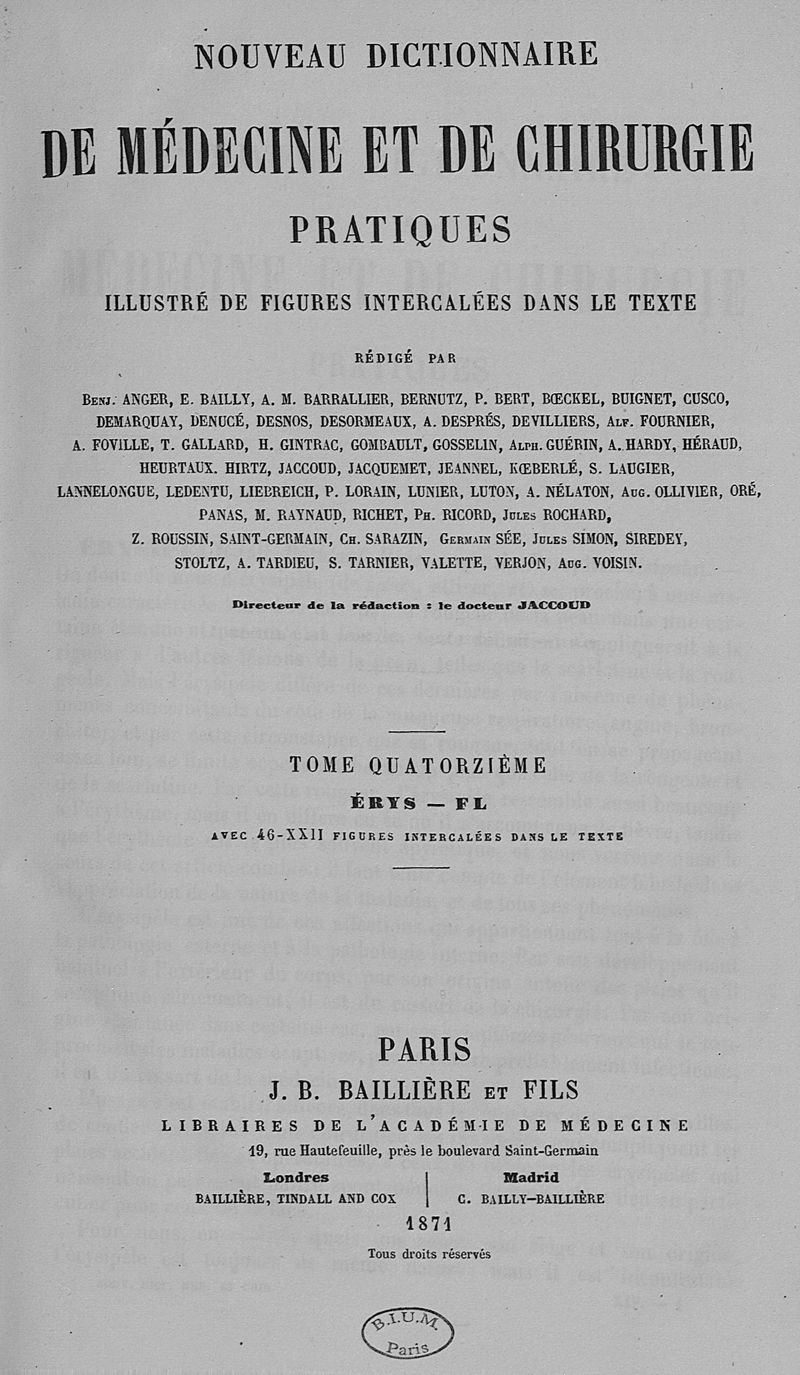 NOUVEAU DICTIONNAIRE
DE MÉDECINE ET DE CHIRURGIE
PRATIQUES
ILLUSTRÉ DE FIGURES INTERCALÉES DANS LE TEXTE
RÉDIGÉ PAR
BENJ. ANGER, E. BAILLY, A. M. BARRALLIER, BERNUTZ, P. BERT, BŒCKEL, BUIGNET, CUSCO,
DEMARQUAY, DENUCÉ, DESNOS, DESORMEAUX, A. DESPRÉS, DEVILLIERS, ALF. FOURNIER,
A. FOVILLE, T. GALLARD, H. GINTRAC, GOMBAULT, GOSSELIN, ALPH. GUÉRIN, A. HARDY, HÉRAUD,
HEURTAUX. HIRTZ, JACCOUD, JACQUEMET, JEANNEL, KŒBERLÉ, S. LAUGIER,
LANNELONGUE, LEDENTU, LIEBREICH, P. LORAIN, LUNIER, LUTON, A. NÉLATON, AUG. OLLIVIER, ORÉ,
PANAS, M. RAYNAUD, RICHET, PH. RICORD, JULES ROCHARD,
Z. ROUSSIN, SAINT-GERMAIN, CH. SARAZIN, GERMAIN SÉE, JULES SIMON, SIREDEY,
STOLTZ, A. TARDIEU, S. TARNIER, VALETTE, VERJON, AUG. VOISIN.
Directeur de la rédaction : le docteur JACCOUD
TOME QUATORZIÈME
ÉRYS — FL
AVEC 46-XXII FIGURES INTERCALÉES DANS LE TEXTE
PARIS
J. B. BAILLIÈRE ET FILS
LIBRAIRES DE L'ACADÉMIE DE MÉDECINE
19, rue Hautefeuille, près le boulevard Saint-Germain
Londres
BAILLIÈRE, TINDALL AND COX
Madrid
C. BAILLY-BAILLIÈRE
1871
Tous droits réservés
B.I.U.M.
Paris